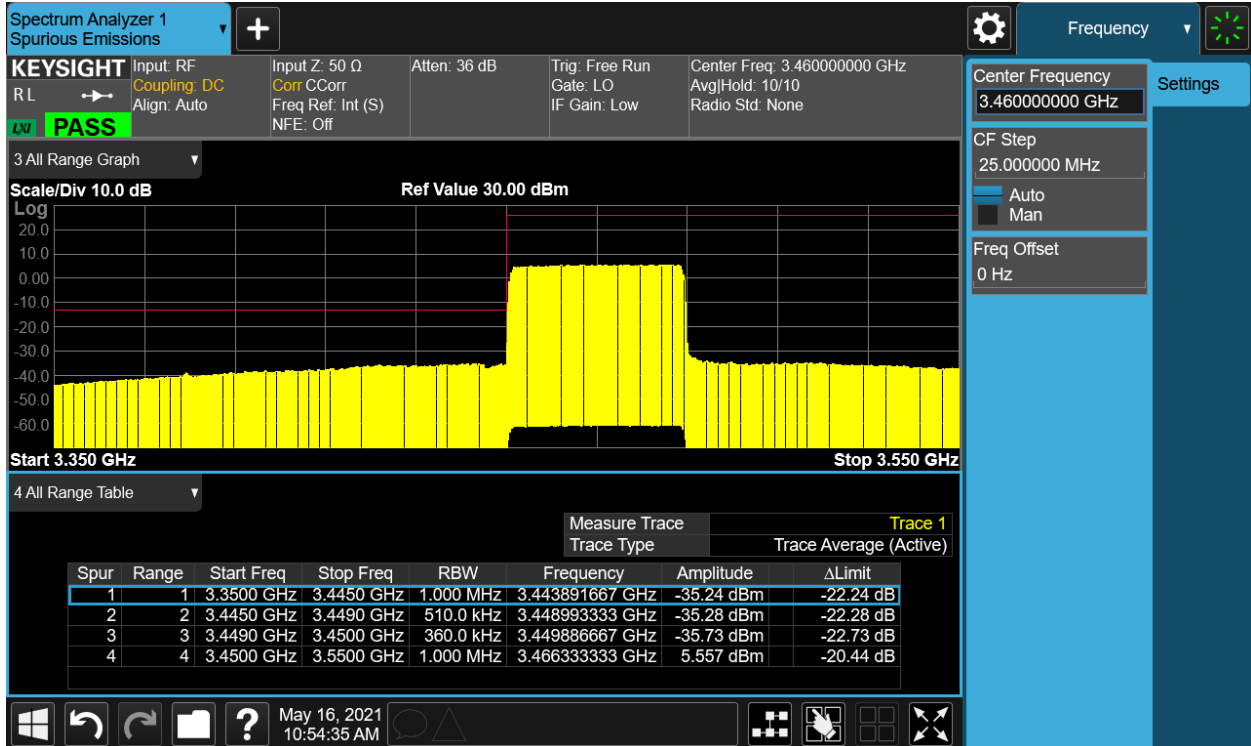 Spectrum Analyzer 1
Spurious Emissions
+
Frequency
KEYSIGHT
RL
LXI
PASS
Input: RF
Coupling: DC
Align: Auto
Input Z: 50 Ω
Corr CCorr
Freq Ref: Int (S)
NFE: Off
Atten: 36 dB
Trig: Free Run
Gate: LO
IF Gain: Low
Center Freq: 3.460000000 GHz
Avg|Hold: 10/10
Radio Std: None
Center Frequency
3.460000000 GHz
Settings
CF Step
25.000000 MHz
Auto
Man
Freq Offset
0 Hz
3 All Range Graph
Scale/Div 10.0 dB
Ref Value 30.00 dBm
Log
20.0
10.0
0.00
-10.0
-20.0
-30.0
-40.0
-50.0
-60.0
Start 3.350 GHz
Stop 3.550 GHz
4 All Range Table
Measure Trace Trace 1
Trace Type Trace Average (Active)
Spur Range Start Freq Stop Freq RBW Frequency Amplitude ΔLimit
1 1 3.3500 GHz 3.4450 GHz 1.000 MHz 3.443891667 GHz -35.24 dBm -22.24 dB
2 2 3.4450 GHz 3.4490 GHz 510.0 kHz 3.448993333 GHz -35.28 dBm -22.28 dB
3 3 3.4490 GHz 3.4500 GHz 360.0 kHz 3.449886667 GHz -35.73 dBm -22.73 dB
4 4 3.4500 GHz 3.5500 GHz 1.000 MHz 3.466333333 GHz 5.557 dBm -20.44 dB
?
May 16, 2021
10:54:35 AM